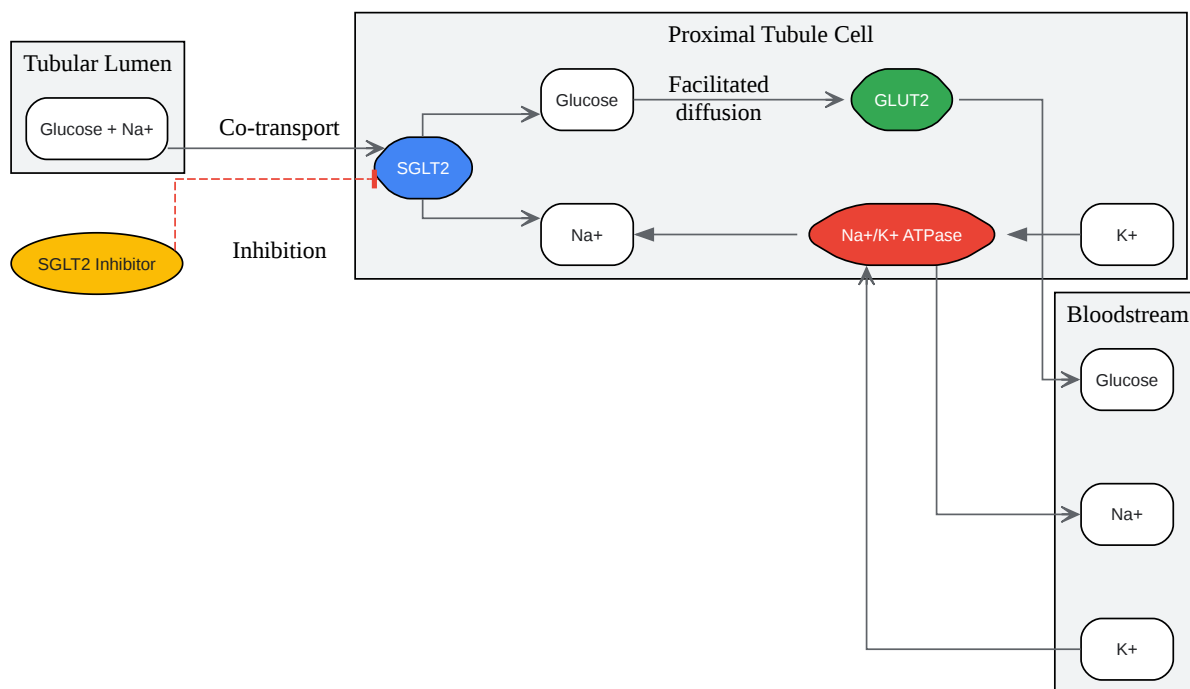 Proximal Tubule Cell
Tubular Lumen
Glucose + Na+
Co-transport
SGLT2
Glucose
Facilitated
diffusion
GLUT2
Na+
Na+/K+ ATPase
K+
SGLT2 Inhibitor
Inhibition
Bloodstream
Glucose
Na+
K+